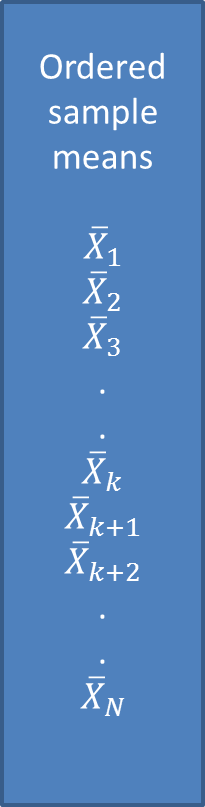 Ordered
sample
means
X̄₁
X̄₂
X̄₃
.
.
X̄ₖ
X̄ₖ₊₁
X̄ₖ₊₂
.
.
X̄_N